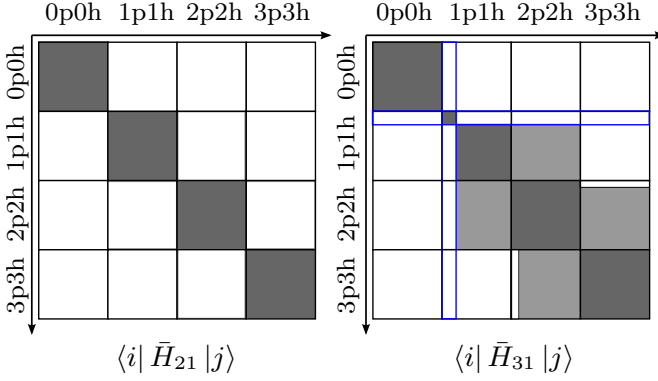 0p0h 1p1h 2p2h 3p3h
0p0h
1p1h
2p2h
3p3h
⟨i| H̄₂₁ |j⟩
0p0h 1p1h 2p2h 3p3h
0p0h
1p1h
2p2h
3p3h
⟨i| H̄₃₁ |j⟩